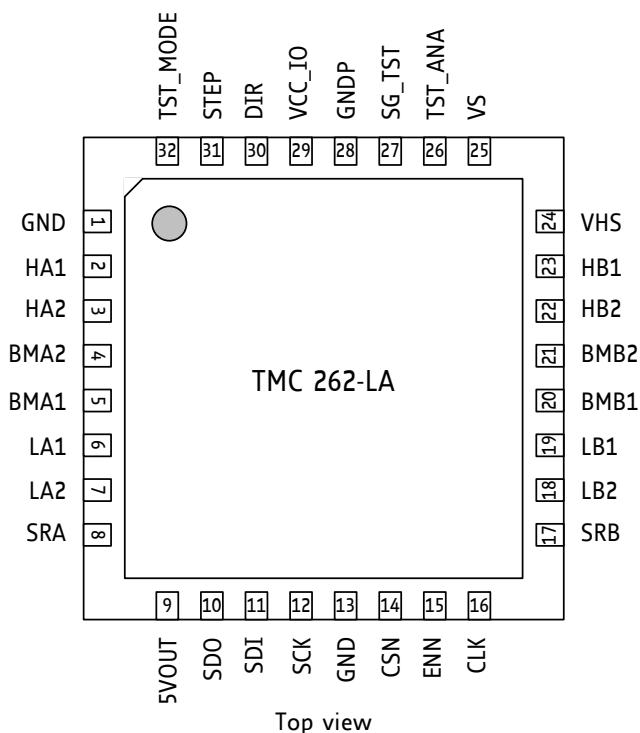 TST_MODE STEP DIR VCC_IO GNDP SG_TST TST_ANA VS
32 31 30 29 28 27 26 25
GND 1 24 VHS
HA1 2 23 HB1
HA2 3 22 HB2
BMA2 4 21 BMB2
BMA1 5 20 BMB1
TMC 262-LA
LA1 6 19 LB1
LA2 7 18 LB2
SRA 8 17 SRB
9 10 11 12 13 14 15 16
5VOUT SDO SDI SCK GND CSN ENN CLK
Top view